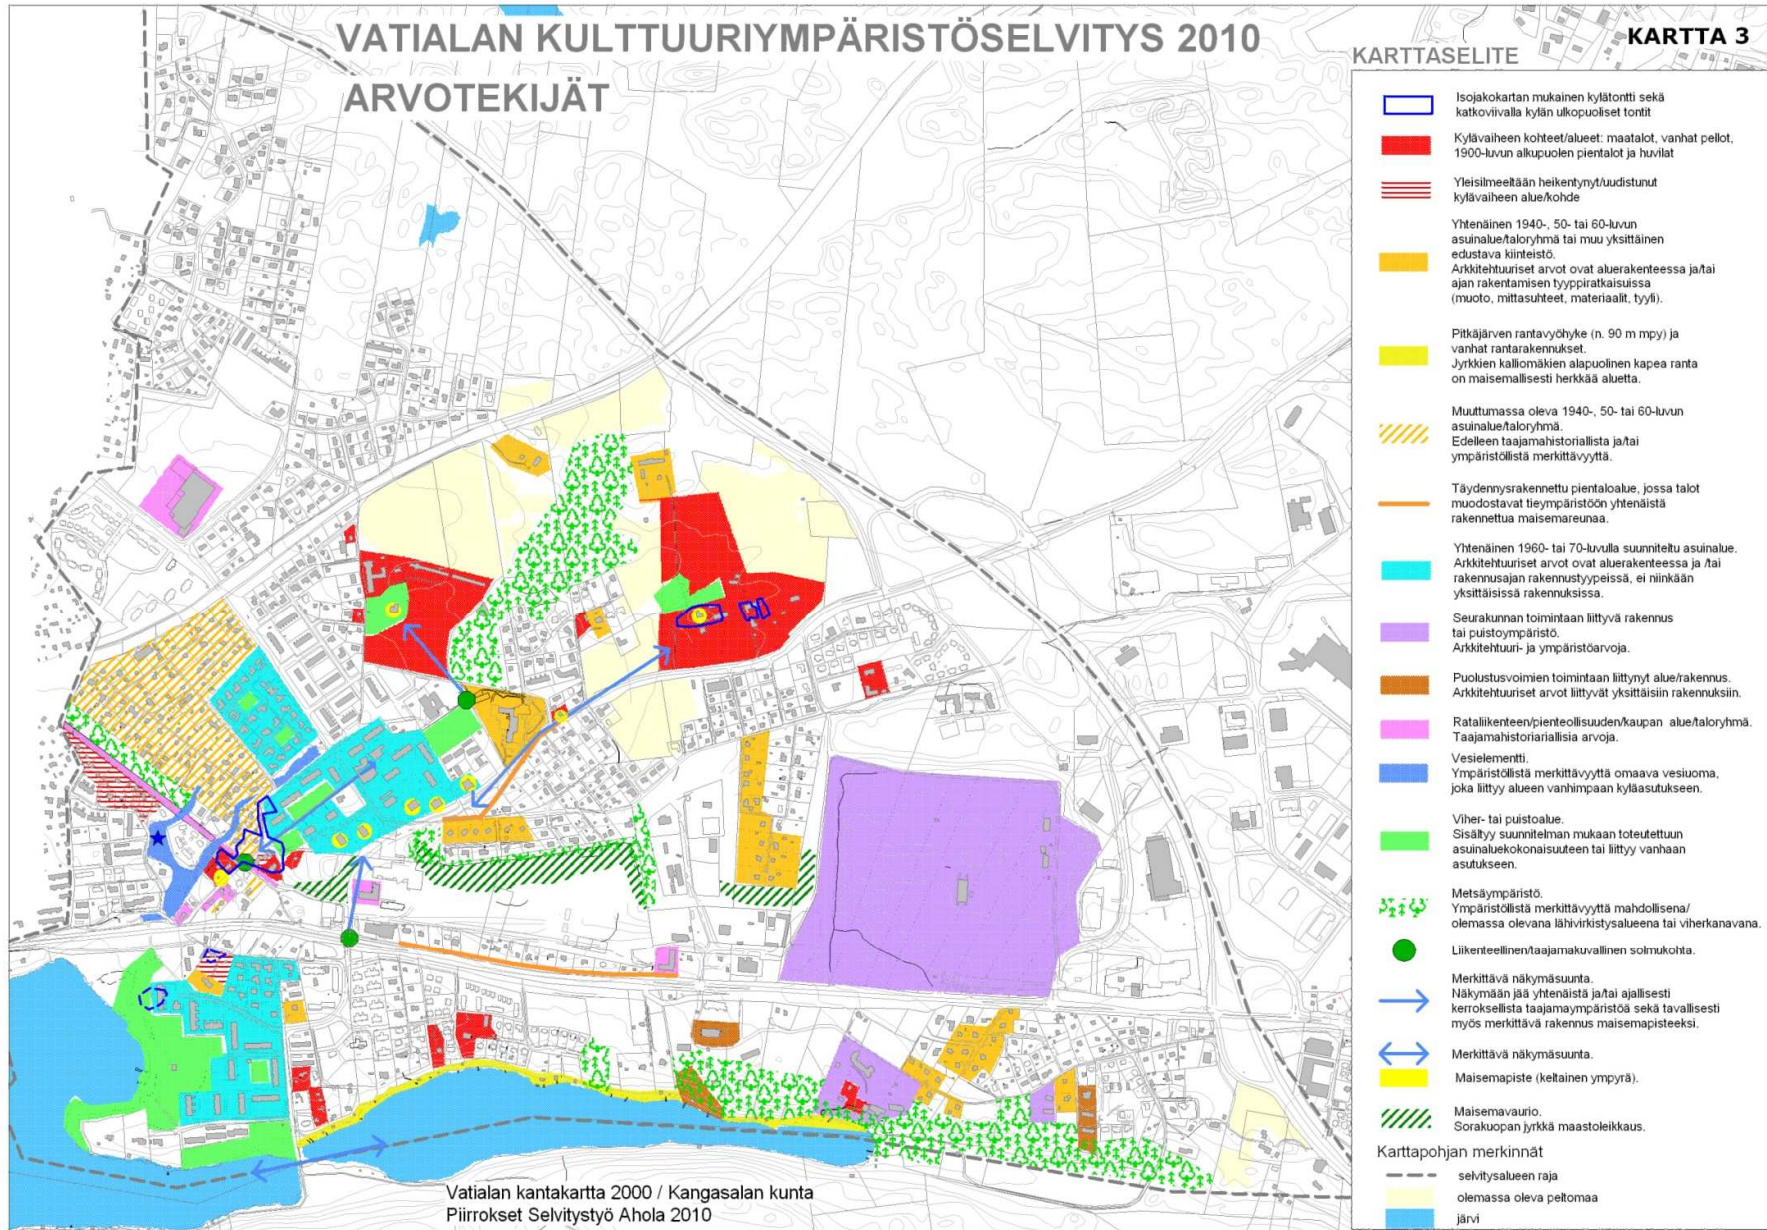 VATIALAN KULTTUURIYMPÄRISTÖSELVITYS 2010
ARVOTEKIJÄT
KARTTA 3
KARTTASELITE
Isojakokartan mukainen kylätontti sekä
katkoviivalla kylän ulkopuoliset tontit
Kylävaiheen kohteet/alueet: maatalot, vanhat pellot,
1900-luvun alkupuolen pientalot ja huvilat
Yleisilmeeltään heikentynyt/uudistunut
kylävaiheen alue/kohde
Yhtenäinen 1940-, 50- tai 60-luvun
asuinalue/taloryhmä tai muu yksittäinen
edustava kiinteistö.
Arkkitehtuuriset arvot ovat aluerakenteessa ja/tai
ajan rakentamisen tyyppiratkaisuissa
(muoto, mittasuhteet, materiaalit, tyyli).
Pitkäjärven rantavyöhyke (n. 90 m mpy) ja
vanhat rantarakennukset.
Jyrkkien kalliomäkien alapuolinen kapea ranta
on maisemallisesti herkkää aluetta.
Muuttumassa oleva 1940-, 50- tai 60-luvun
asuinalue/taloryhmä.
Edelleen taajamahistoriallista ja/tai
ympäristöllistä merkittävyyttä.
Täydennysrakennettu pientaloalue, jossa talot
muodostavat tieympäristöön yhtenäistä
rakennettua maisemareunaa.
Yhtenäinen 1960- tai 70-luvulla suunniteltu asuinalue.
Arkkitehtuuriset arvot ovat aluerakenteessa ja /tai
rakennusajan rakennustyypeissä, ei niinkään
yksittäisissä rakennuksissa.
Seurakunnan toimintaan liittyvä rakennus
tai puistoympäristö.
Arkkitehtuuri- ja ympäristöarvoja.
Puolustusvoimien toimintaan liittynyt alue/rakennus.
Arkkitehtuuriset arvot liittyvät yksittäisiin rakennuksiin.
Rataliikenteen/pienteollisuuden/kaupan alue/taloryhmä.
Taajamahistoriariallisia arvoja.
Vesielementti.
Ympäristöllistä merkittävyyttä omaava vesiuoma,
joka liittyy alueen vanhimpaan kyläasutukseen.
Viher- tai puistoalue.
Sisältyy suunnitelman mukaan toteutettuun
asuinaluekokonaisuuteen tai liittyy vanhaan
asutukseen.
Metsäympäristö.
Ympäristöllistä merkittävyyttä mahdollisena/
olemassa olevana lähivirkistysalueena tai viherkanavana.
Liikenteellinen/taajamakuvallinen solmukohta.
Merkittävä näkymäsuunta.
Näkymään jää yhtenäistä ja/tai ajallisesti
kerroksellista taajamaympäristöä sekä tavallisesti
myös merkittävä rakennus maisemapisteeksi.
Merkittävä näkymäsuunta.
Maisemapiste (keltainen ympyrä).
Maisemavaurio.
Sorakuopan jyrkkä maastoleikkaus.
Karttapohjan merkinnät
selvitysalueen raja
olemassa oleva peltomaa
järvi
Vatialan kantakartta 2000 / Kangasalan kunta
Piirrokset Selvitystyö Ahola 2010